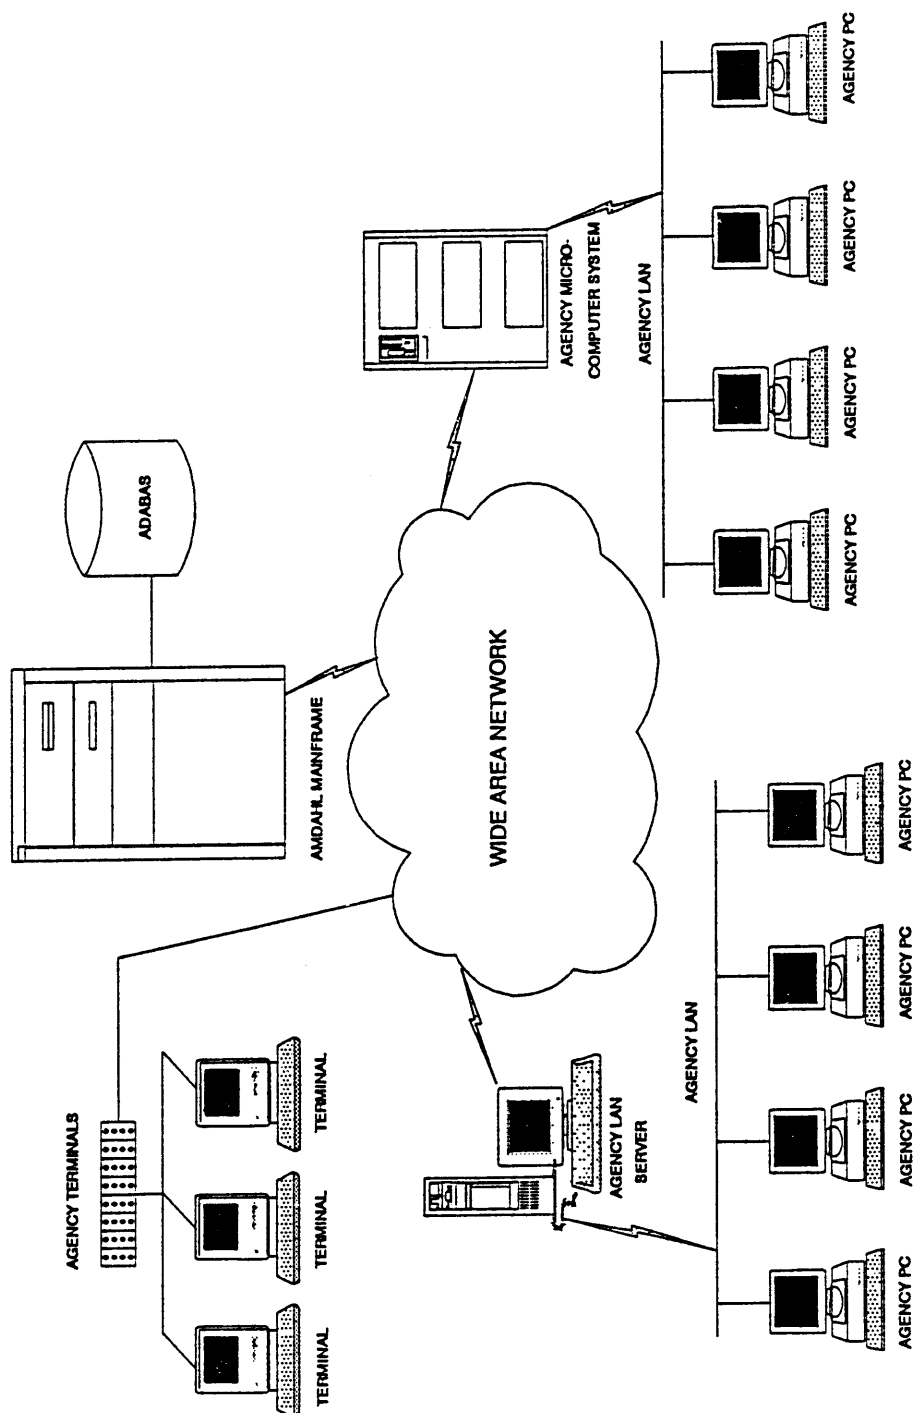 AGENCY TERMINALS
TERMINAL
TERMINAL
TERMINAL
AMDAHL MAINFRAME
ADABAS
WIDE AREA NETWORK
AGENCY MICRO-
COMPUTER SYSTEM
AGENCY LAN
AGENCY PC
AGENCY PC
AGENCY PC
AGENCY PC
AGENCY LAN
SERVER
AGENCY LAN
AGENCY PC
AGENCY PC
AGENCY PC
AGENCY PC